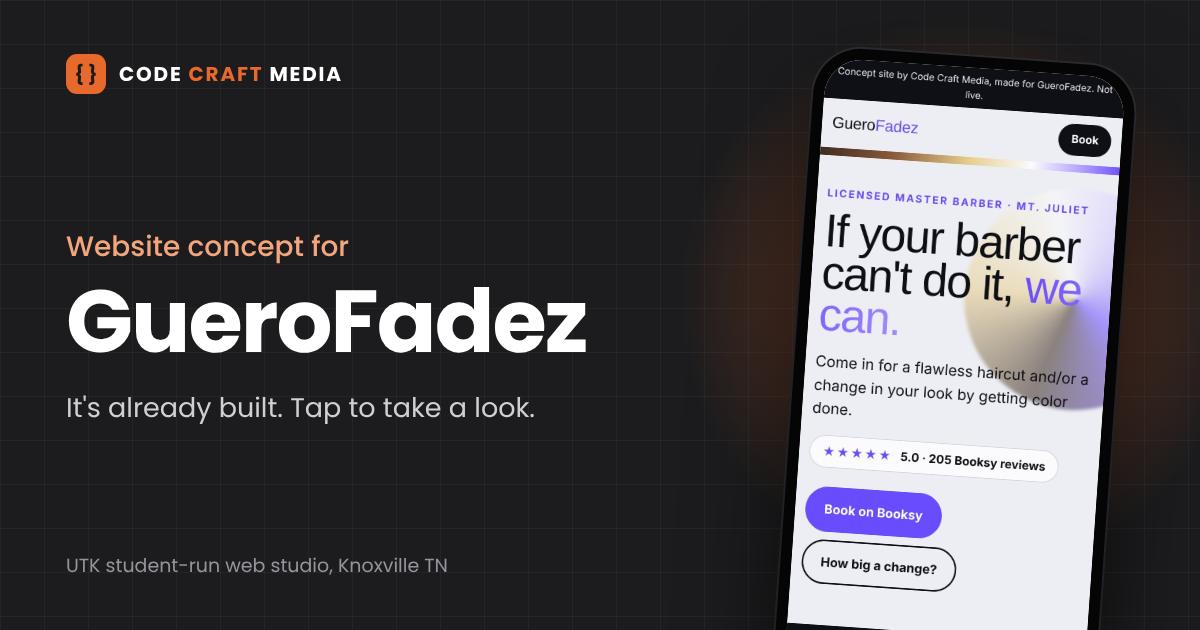 { } CODE CRAFT MEDIA
Website concept for
GueroFadez
It's already built. Tap to take a look.
UTK student-run web studio, Knoxville TN
Concept site by Code Craft Media, made for GueroFadez. Not
live.
GueroFadez
Book
LICENSED MASTER BARBER · MT. JULIET
If your barber
can't do it, we
can.
Come in for a flawless haircut and/or a
change in your look by getting color
done.
★★★★★ 5.0 · 205 Booksy reviews
Book on Booksy
How big a change?